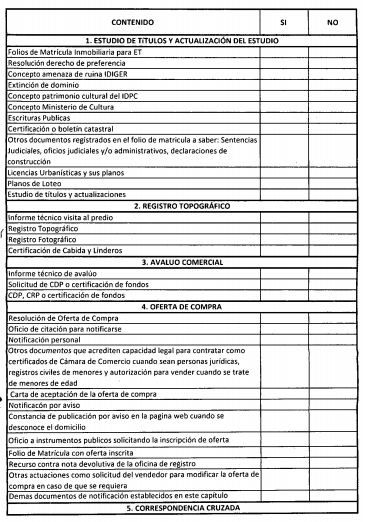 CONTENIDO SI NO
1. ESTUDIO DE TíTULOS Y ACTUALIZACIÓN DEL ESTUDIO
Folios de Matrícula Inmobiliaria para ET
Resolución derecho de preferencia
Concepto amenaza de ruina IDIGER
Extinción de dominio
Concepto patrimonio cultural del IDPC
Concepto Ministerio de Cultura
Escrituras Publicas
Certificación o boletín catastral
Otros documentos registrados en el folio de matricula a saber: Sentencias
Judiciales, oficios judiciales y/o administrativos, declaraciones de
construcción
Licencias Urbanísticas y sus planos
Planos de Loteo
Estudio de títulos y actualizaciones
2. REGISTRO TOPOGRÁFICO
Informe técnico visita al predio
Registro Topográfico
Registro Fotográfico
Certificación de Cabida y Linderos
3. AVALUO COMERCIAL
Informe técnico de avalúo
Solicitud de CDP o certificación de fondos
CDP, CRP o certificación de fondos
4. OFERTA DE COMPRA
Resolución de Oferta de Compra
Oficio de citación para notificarse
Notificación personal
Otros documentos que acrediten capacidad legal para contratar como
certificados de Cámara de Comercio cuando sean personas jurídicas,
registros civiles de menores y autorización para vender cuando se trate
de menores de edad
Carta de aceptación de la oferta de compra
Notificacón por aviso
Constancia de publicación por aviso en la pagina web cuando se
desconoce el domicilio
Oficio a instrumentos publicos solicitando la inscripción de oferta
Folio de Matrícula con oferta inscrita
Recurso contra nota devolutiva de la oficina de registro
Otras actuaciones como solicitud del vendedor para modificar la oferta de
compra en caso de que se requiera
Demas documentos de notificación establecidos en este capítulo
5. CORRESPONDENCIA CRUZADA